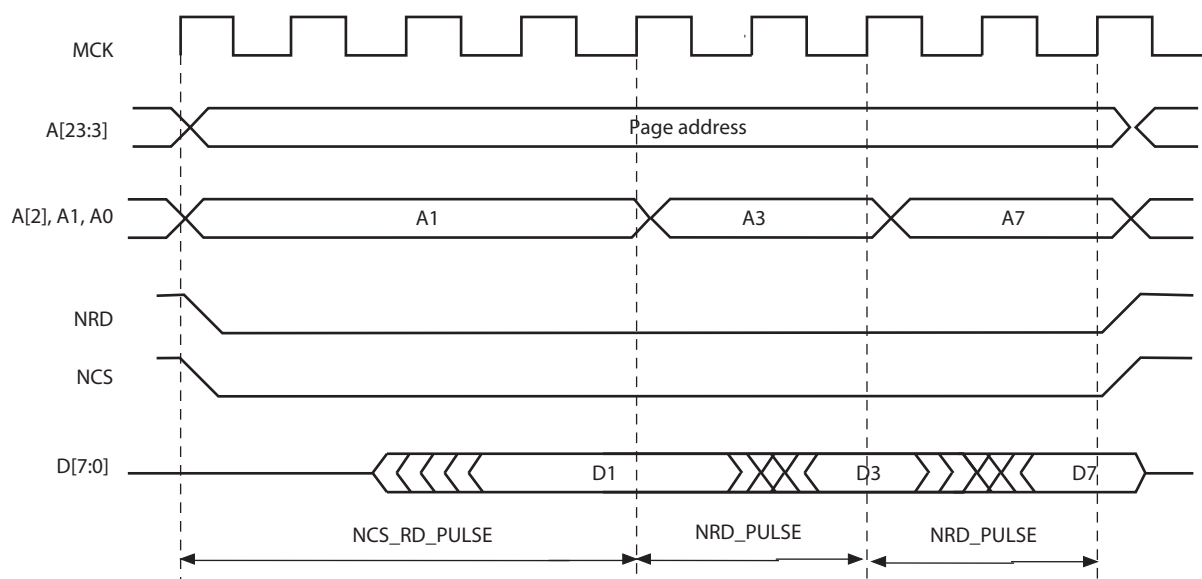 MCK
A[23:3]
Page address
A[2], A1, A0
A1
A3
A7
NRD
NCS
D[7:0]
D1
D3
D7
NCS_RD_PULSE
NRD_PULSE
NRD_PULSE